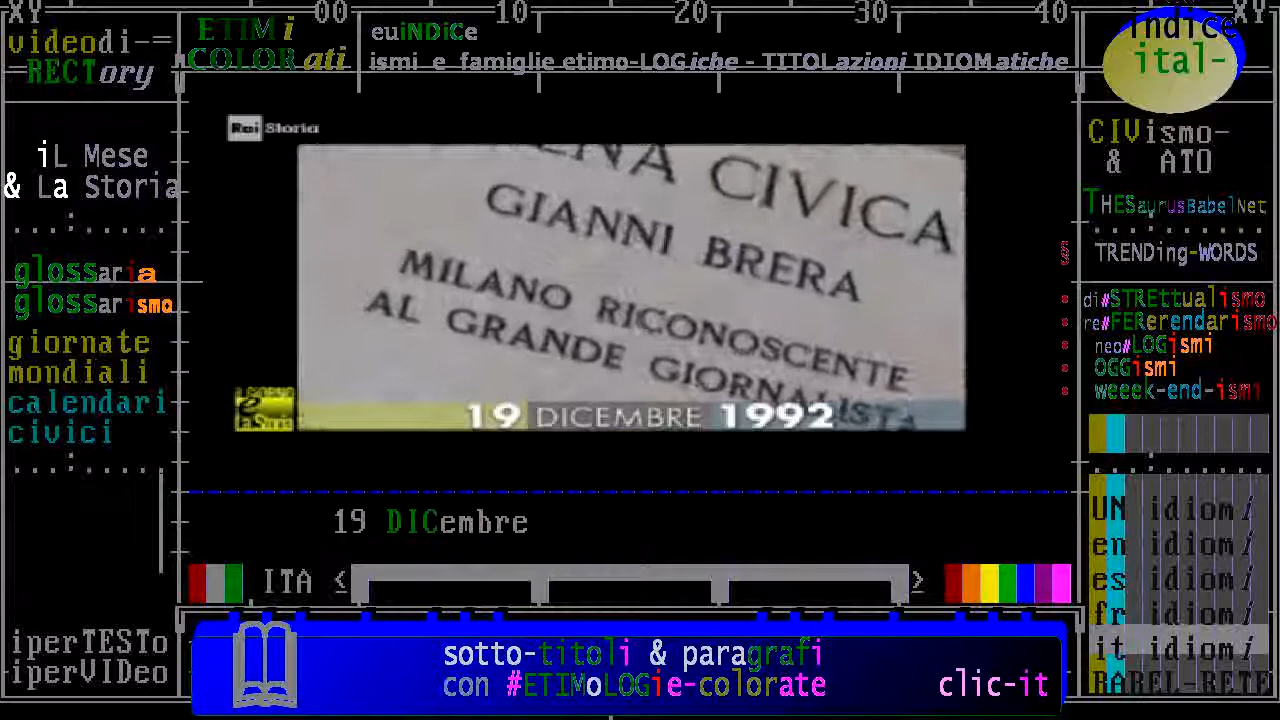 XY 00 10 20 30 40 XY
videodi-=
RECTory
ETIMi
COLORati
euiNDiCe
ismi e famiglie etimo-LOGiche - TITOLazioni IDIOMatiche
indice
ital-
iL Mese
& La Storia
glossaria
glossarismo
giornate
mondiali
calendari
civici
iperTESTo
iperVIDeo
Rai Storia
ENA CIVICA
GIANNI BRERA
MILANO RICONOSCENTE
AL GRANDE GIORNALISTA
19 DICEMBRE 1992
19 DICembre
ITA < >
sotto-titoli & paragrafi
con #ETIMoLOGie-colorate clic-it
CIVismo-
& ATO
THESaurusBabelNet
TRENDing-WORDS
di#STREttualismo
re#FERerendarismo
neo#LOGismi
OGGismi
weeek-end-ismi
UN idiom/
en idiom/
es idiom/
fr idiom/
it idiom/
BABEL-RETE